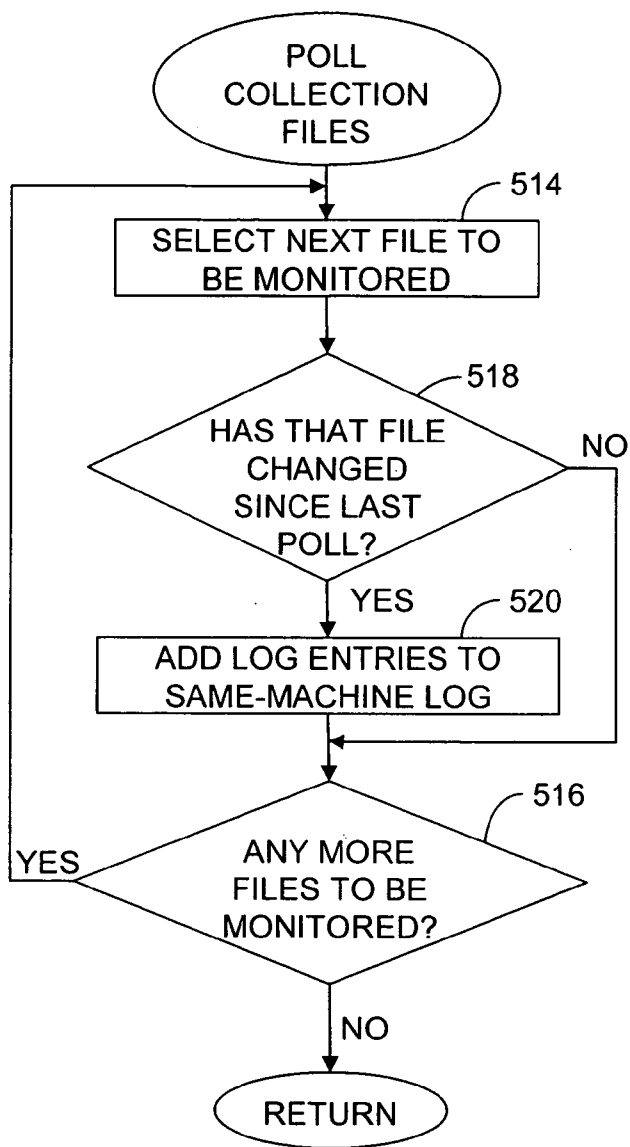 POLL
COLLECTION
FILES
514
SELECT NEXT FILE TO
BE MONITORED
518
HAS THAT FILE
CHANGED
SINCE LAST
POLL?
NO
YES
520
ADD LOG ENTRIES TO
SAME-MACHINE LOG
516
YES
ANY MORE
FILES TO BE
MONITORED?
NO
RETURN